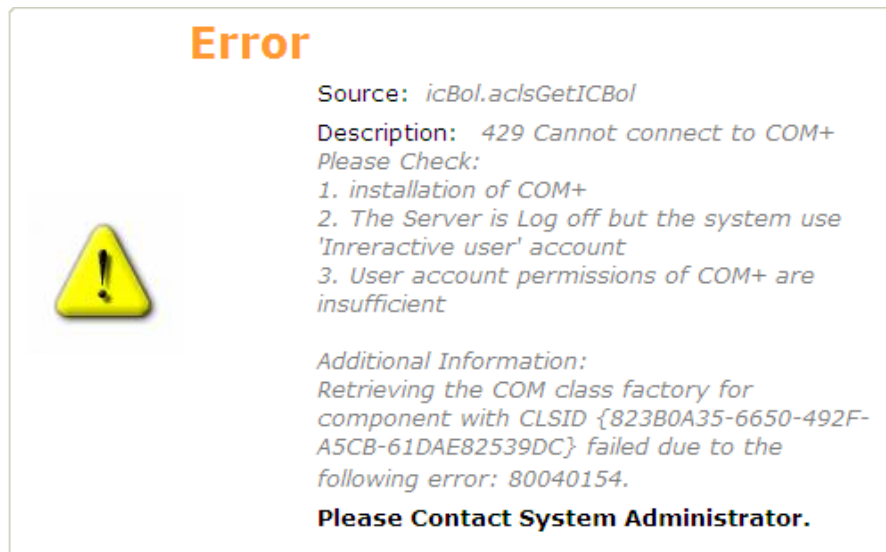 Error
Source: icBol.aclsGetICBol
Description: 429 Cannot connect to COM+
Please Check:
1. installation of COM+
2. The Server is Log off but the system use
'Inreractive user' account
3. User account permissions of COM+ are
insufficient
Additional Information:
Retrieving the COM class factory for
component with CLSID {823B0A35-6650-492F-
A5CB-61DAE82539DC} failed due to the
following error: 80040154.
Please Contact System Administrator.